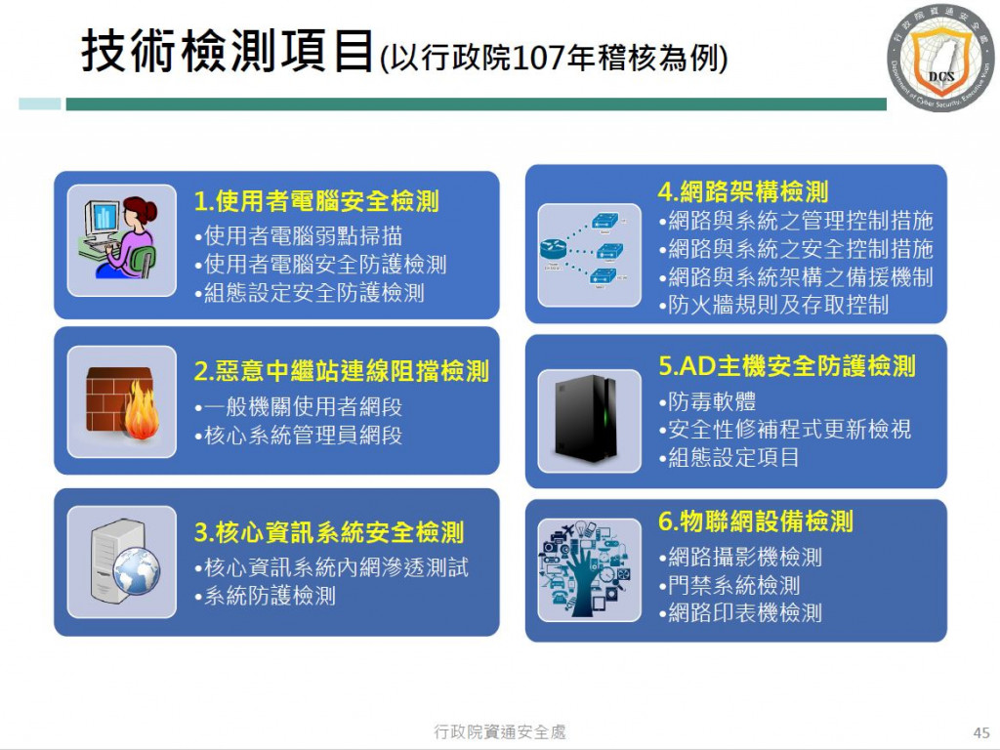 技術檢測項目(以行政院107年稽核為例)
行政院資通安全處
Department of Cyber Security, Executive Yuan
DCS
1.使用者電腦安全檢測
•使用者電腦弱點掃描
•使用者電腦安全防護檢測
•組態設定安全防護檢測
2.惡意中繼站連線阻擋檢測
•一般機關使用者網段
•核心系統管理員網段
3.核心資訊系統安全檢測
•核心資訊系統內網滲透測試
•系統防護檢測
4.網路架構檢測
•網路與系統之管理控制措施
•網路與系統之安全控制措施
•網路與系統架構之備援機制
•防火牆規則及存取控制
5.AD主機安全防護檢測
•防毒軟體
•安全性修補程式更新檢視
•組態設定項目
6.物聯網設備檢測
•網路攝影機檢測
•門禁系統檢測
•網路印表機檢測
行政院資通安全處
45